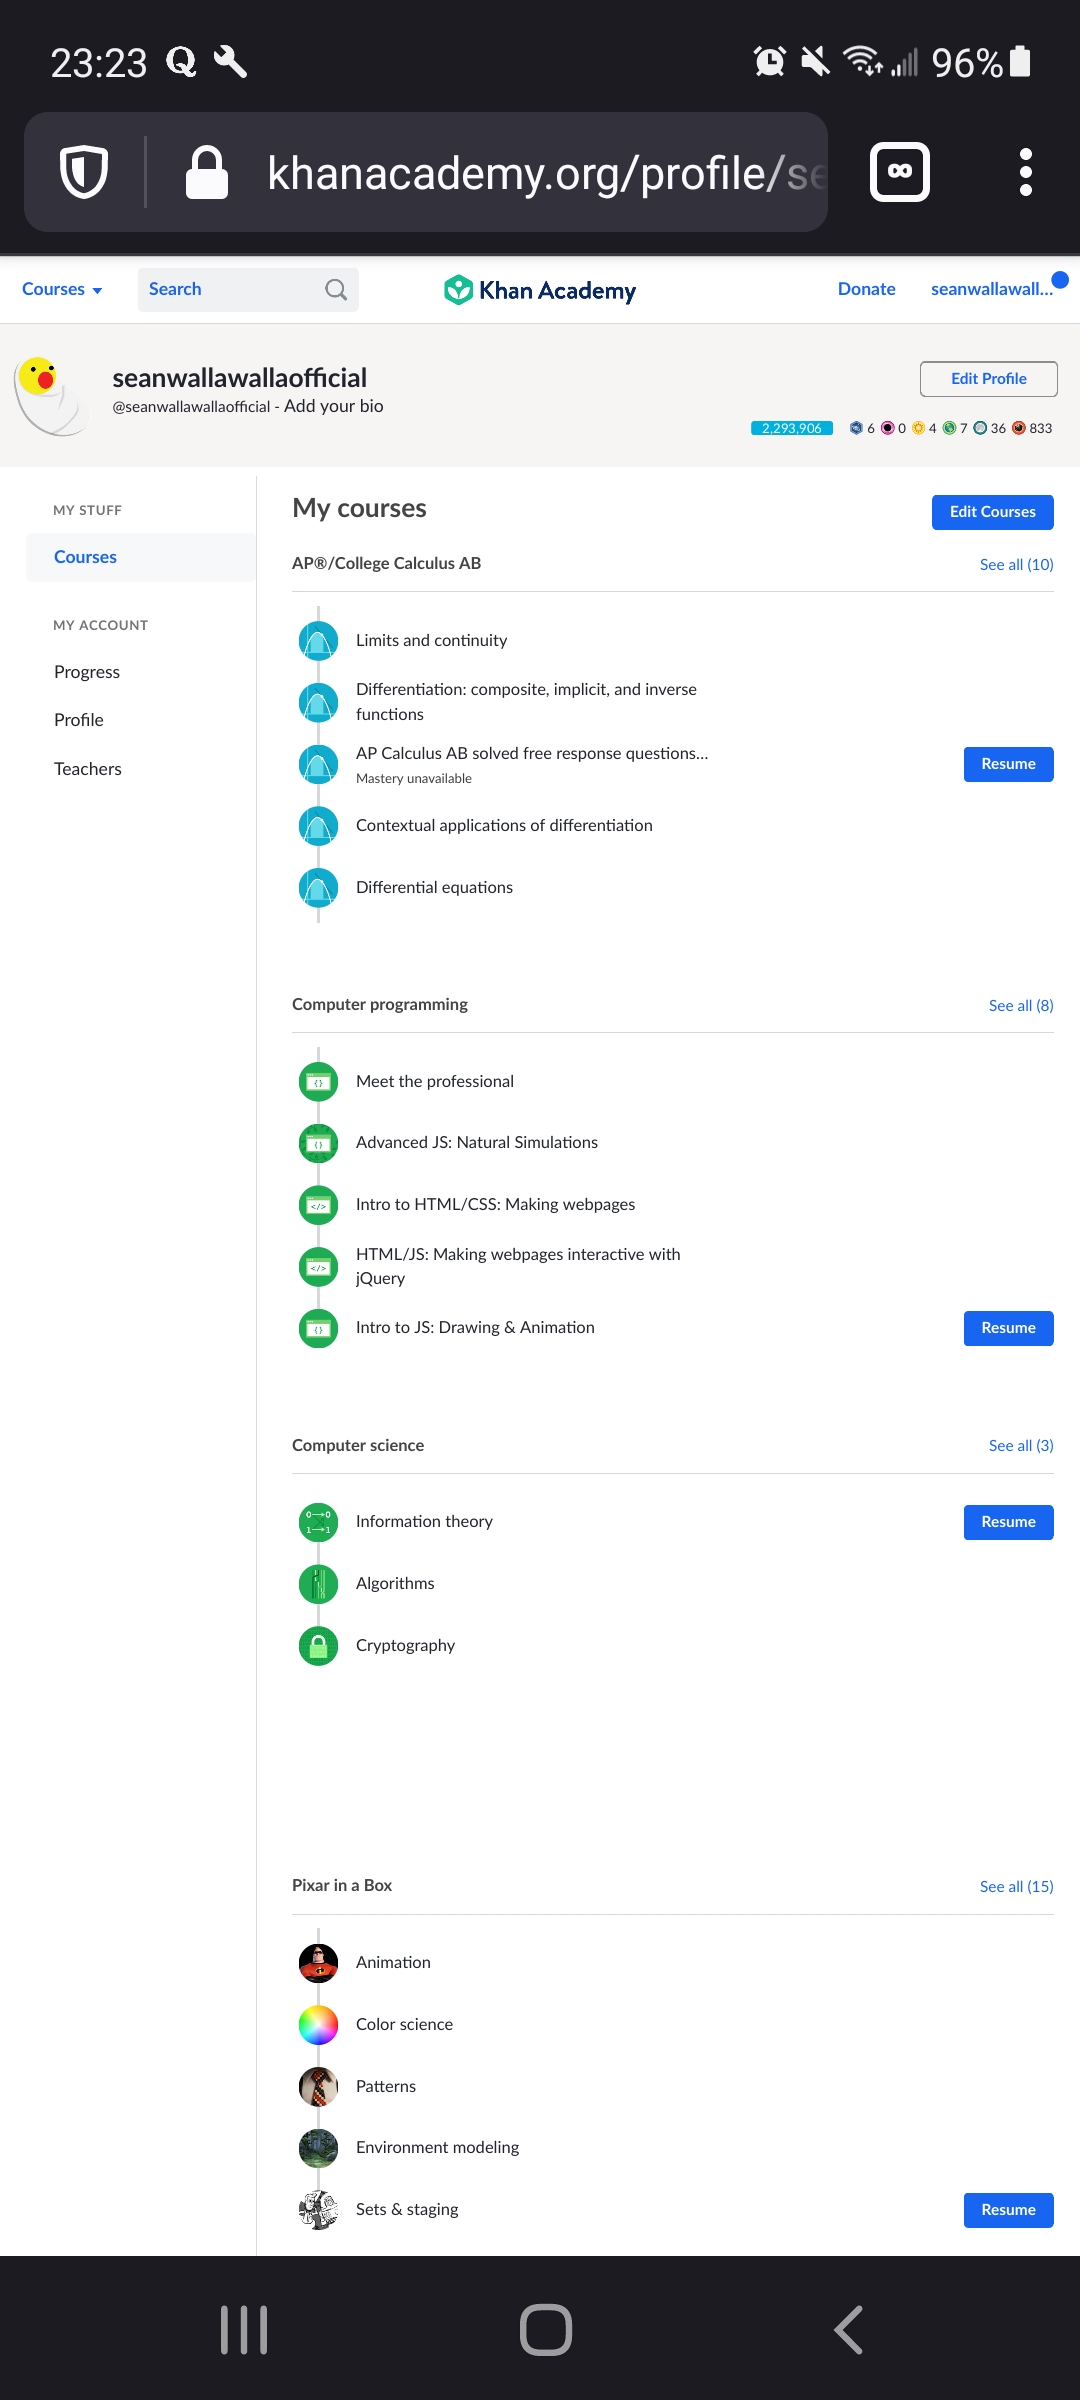 23:23
96%
khanacademy.org/profile/se
Courses
Search
Khan Academy
Donate
seanwallawall...
seanwallawallaofficial
@seanwallawallaofficial - Add your bio
Edit Profile
2,293,906 6 0 4 7 36 833
MY STUFF
Courses
MY ACCOUNT
Progress
Profile
Teachers
My courses
Edit Courses
AP®/College Calculus AB
See all (10)
Limits and continuity
Differentiation: composite, implicit, and inverse
functions
AP Calculus AB solved free response questions...
Mastery unavailable
Resume
Contextual applications of differentiation
Differential equations
Computer programming
See all (8)
Meet the professional
Advanced JS: Natural Simulations
Intro to HTML/CSS: Making webpages
HTML/JS: Making webpages interactive with
jQuery
Intro to JS: Drawing & Animation
Resume
Computer science
See all (3)
Information theory
Resume
Algorithms
Cryptography
Pixar in a Box
See all (15)
Animation
Color science
Patterns
Environment modeling
Sets & staging
Resume